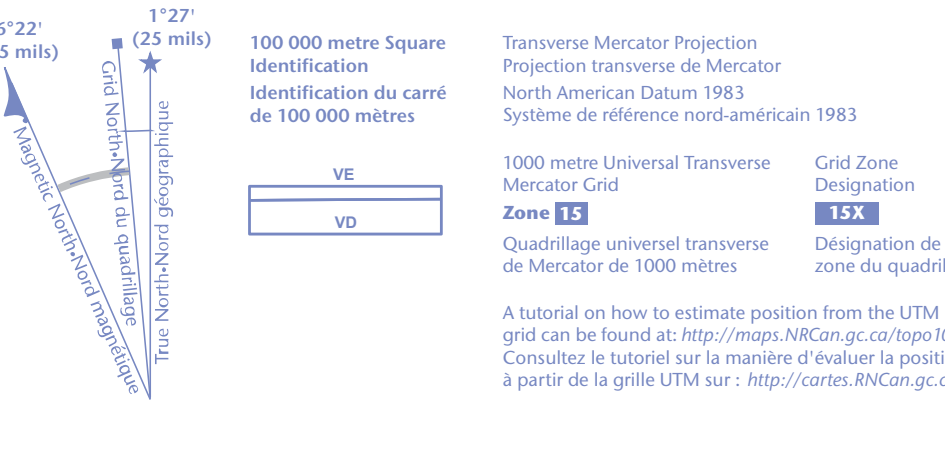 1°27'
(25 mils)
Magnetic North•Nord magnétique
Grid North•Nord du quadrillage
True North•Nord géographique
100 000 metre Square
Identification
Identification du carré
de 100 000 mètres
VE
VD
Transverse Mercator Projection
Projection transverse de Mercator
North American Datum 1983
Système de référence nord-américain 1983
1000 metre Universal Transverse
Mercator Grid
Zone 15
Quadrillage universel transverse
de Mercator de 1000 mètres
Grid Zone
Designation
15X
Désignation de
zone du
A tutorial on how to estimate position from the UTM
grid can be found at:
Consultez le tutoriel sur la manière d'évaluer la
à partir de la grille UTM sur :